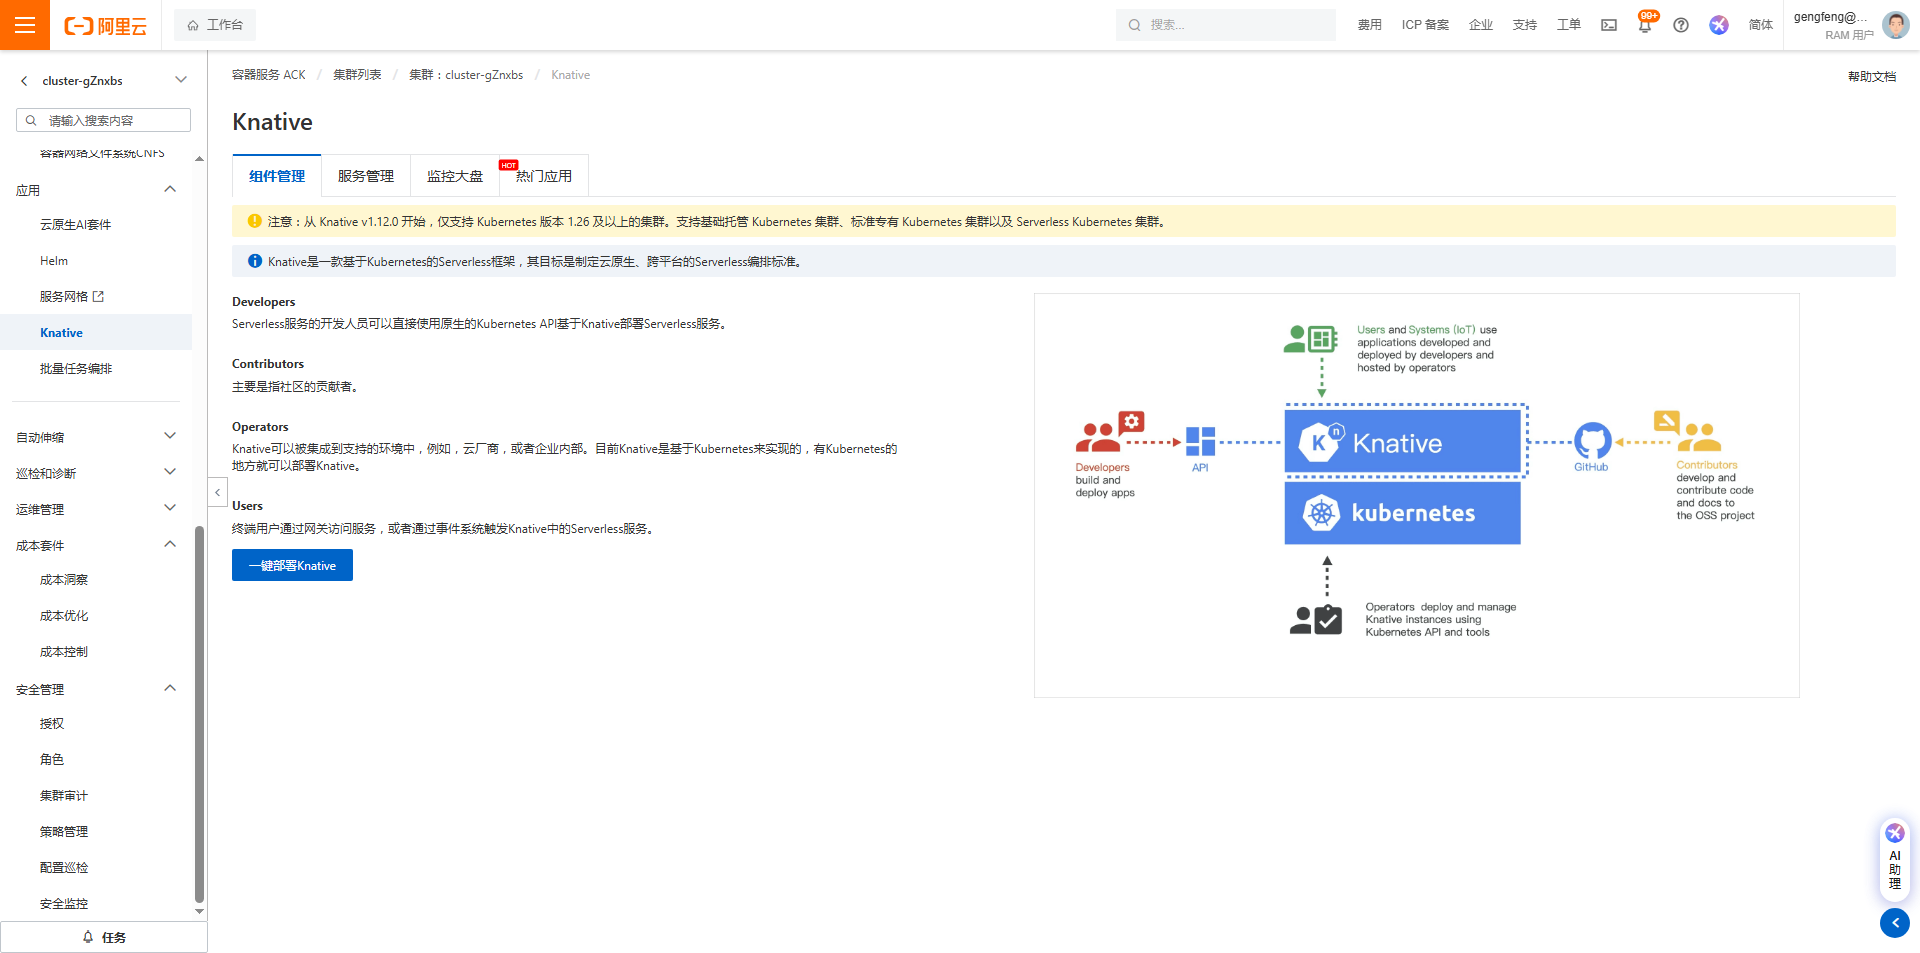 阿里云
工作台
搜索...
费用
ICP 备案
企业
支持
工单
99+
简体
gengfeng@...
RAM 用户
cluster-gZnxbs
请输入搜索内容
容器网络文件系统CNFS
应用
云原生AI套件
Helm
服务网格
Knative
批量任务编排
自动伸缩
巡检和诊断
运维管理
成本套件
成本洞察
成本优化
成本控制
安全管理
授权
角色
集群审计
策略管理
配置巡检
安全监控
任务
容器服务 ACK / 集群列表 / 集群：cluster-gZnxbs / Knative
帮助文档
Knative
组件管理
服务管理
监控大盘
HOT
热门应用
注意：从 Knative v1.12.0 开始，仅支持 Kubernetes 版本 1.26 及以上的集群。支持基础托管 Kubernetes 集群、标准专有 Kubernetes 集群以及 Serverless Kubernetes 集群。
Knative是一款基于Kubernetes的Serverless框架，其目标是制定云原生、跨平台的Serverless编排标准。
Developers
Serverless服务的开发人员可以直接使用原生的Kubernetes API基于Knative部署Serverless服务。
Contributors
主要是指社区的贡献者。
Operators
Knative可以被集成到支持的环境中，例如，云厂商，或者企业内部。目前Knative是基于Kubernetes来实现的，有Kubernetes的
地方就可以部署Knative。
Users
终端用户通过网关访问服务，或者通过事件系统触发Knative中的Serverless服务。
一键部署Knative
Users and Systems (IoT) use
applications developed and
deployed by developers and
hosted by operators
Developers
build and
deploy apps
API
K n
Knative
kubernetes
GitHub
Contributors
develop and
contribute code
and docs to
the OSS project
Operators deploy and manage
Knative instances using
Kubernetes API and tools
AI
助
理